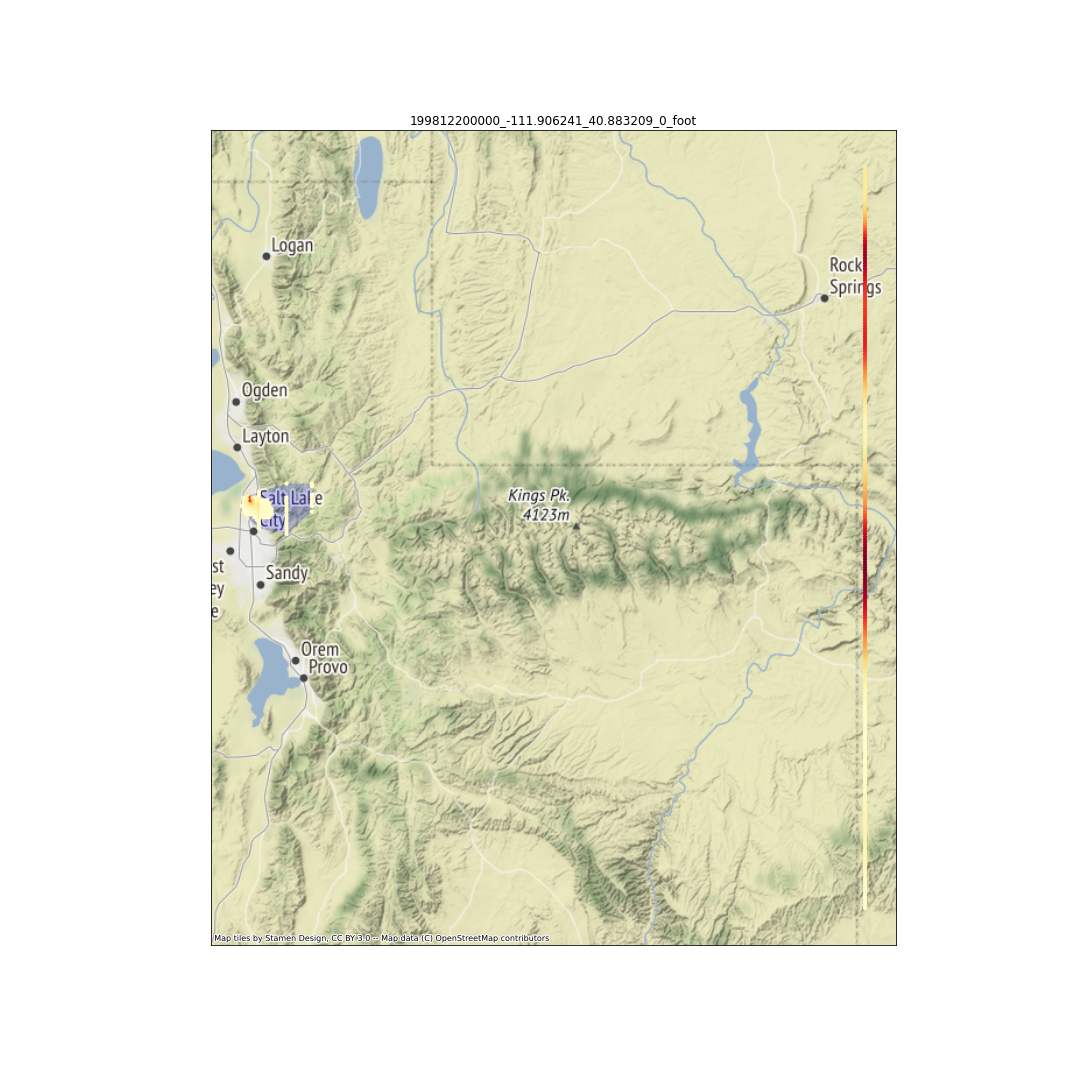 199812200000_-111.906241_40.883209_0_foot
Logan
Rock
Springs
Ogden
Layton
Salt Lake
City
Kings Pk.
4123m
st
ey
e
Sandy
Orem
Provo
Map tiles by Stamen Design, CC BY 3.0 -- Map data (C) OpenStreetMap contributors